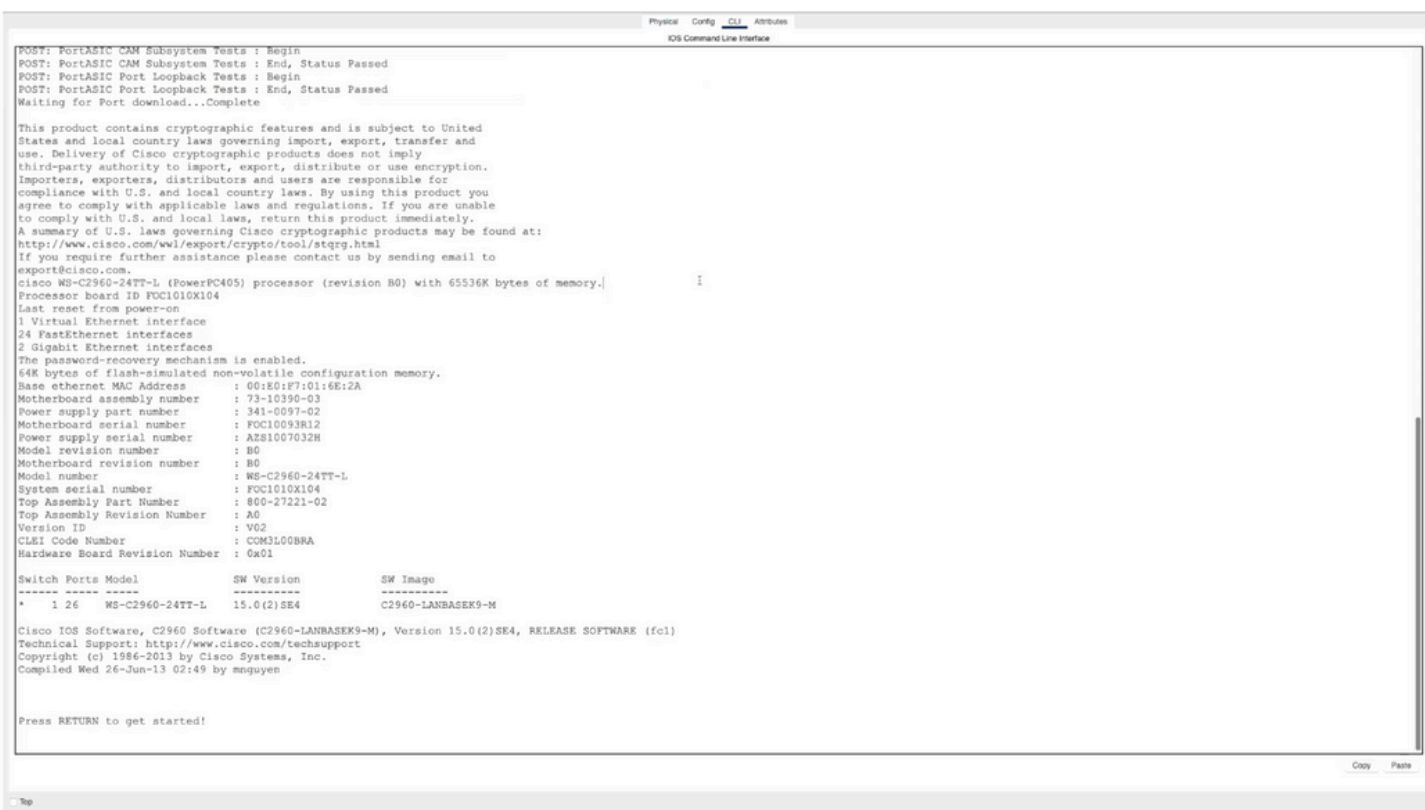 Physical Config CLI Attributes
IOS Command Line Interface
POST: PortASIC CAM Subsystem Tests : Begin
POST: PortASIC CAM Subsystem Tests : End, Status Passed
POST: PortASIC Port Loopback Tests : Begin
POST: PortASIC Port Loopback Tests : End, Status Passed
Waiting for Port download...Complete
This product contains cryptographic features and is subject to United
States and local country laws governing import, export, transfer and
use. Delivery of Cisco cryptographic products does not imply
third-party authority to import, export, distribute or use encryption.
Importers, exporters, distributors and users are responsible for
compliance with U.S. and local country laws. By using this product you
agree to comply with applicable laws and regulations. If you are unable
to comply with U.S. and local laws, return this product immediately.
A summary of U.S. laws governing Cisco cryptographic products may be found at:
http://www.cisco.com/wwl/export/crypto/tool/stqrg.html
If you require further assistance please contact us by sending email to
export@cisco.com.
cisco WS-C2960-24TT-L (PowerPC405) processor (revision B0) with 65536K bytes of memory.
Processor board ID FOC1010X104
Last reset from power-on
1 Virtual Ethernet interface
24 FastEthernet interfaces
2 Gigabit Ethernet interfaces
The password-recovery mechanism is enabled.
64K bytes of flash-simulated non-volatile configuration memory.
Base ethernet MAC Address : 00:E0:F7:01:6E:2A
Motherboard assembly number : 73-10390-03
Power supply part number : 341-0097-02
Motherboard serial number : FOC10093R12
Power supply serial number : AZS1007032H
Model revision number : B0
Motherboard revision number : B0
Model number : WS-C2960-24TT-L
System serial number : FOC1010X104
Top Assembly Part Number : 800-27221-02
Top Assembly Revision Number : A0
Version ID : V02
CLEI Code Number : COM3L00BRA
Hardware Board Revision Number : 0x01
Switch Ports Model SW Version SW Image
------ ----- ----- ---------- ----------
* 1 26 WS-C2960-24TT-L 15.0(2)SE4 C2960-LANBASEK9-M
Cisco IOS Software, C2960 Software (C2960-LANBASEK9-M), Version 15.0(2)SE4, RELEASE SOFTWARE (fc1)
Technical Support: http://www.cisco.com/techsupport
Copyright (c) 1986-2013 by Cisco Systems, Inc.
Compiled Wed 26-Jun-13 02:49 by mnguyen
Press RETURN to get started!
Copy Paste
Top